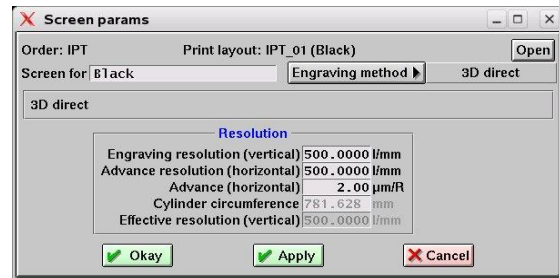 Screen params
Order: IPT Print layout: IPT_01 (Black) Open
Screen for Black Engraving method 3D direct
3D direct
Resolution
Engraving resolution (vertical) 500.0000 l/mm
Advance resolution (horizontal) 500.0000 l/mm
Advance (horizontal) 2.00 µm/R
Cylinder circumference 781.628 mm
Effective resolution (vertical) 500.0000 l/mm
Okay Apply Cancel